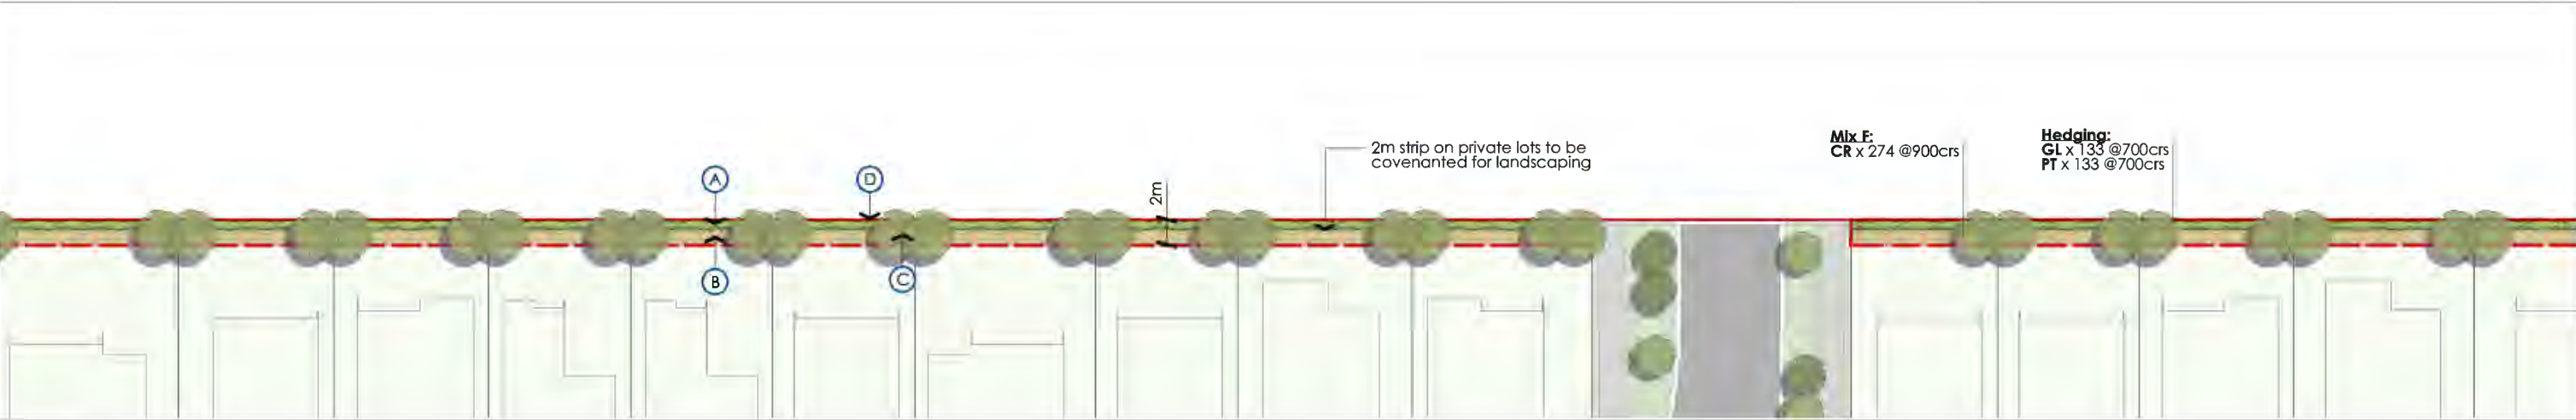 Mix F:
CR x 274 @900crs
Hedging:
GL x 133 @700crs
PT x 133 @700crs
2m strip on private lots to be
covenanted for landscaping
A
D
2m
B
C